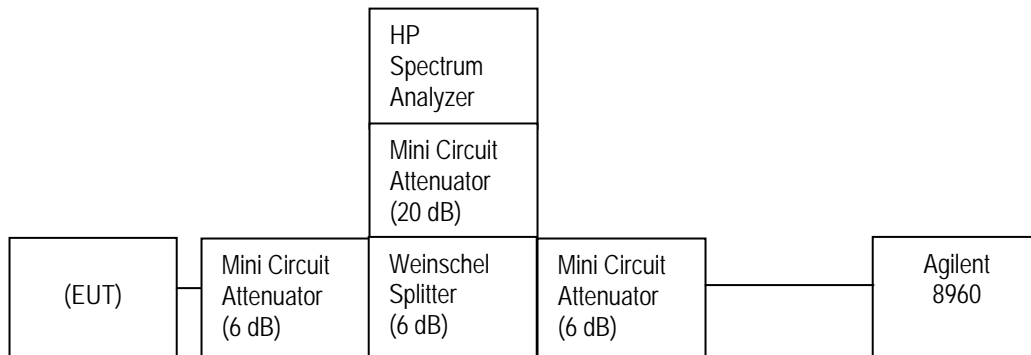 HP
Spectrum
Analyzer
Mini Circuit
Attenuator
(20 dB)
(EUT)
Mini Circuit
Attenuator
(6 dB)
Weinschel
Splitter
(6 dB)
Mini Circuit
Attenuator
(6 dB)
Agilent
8960